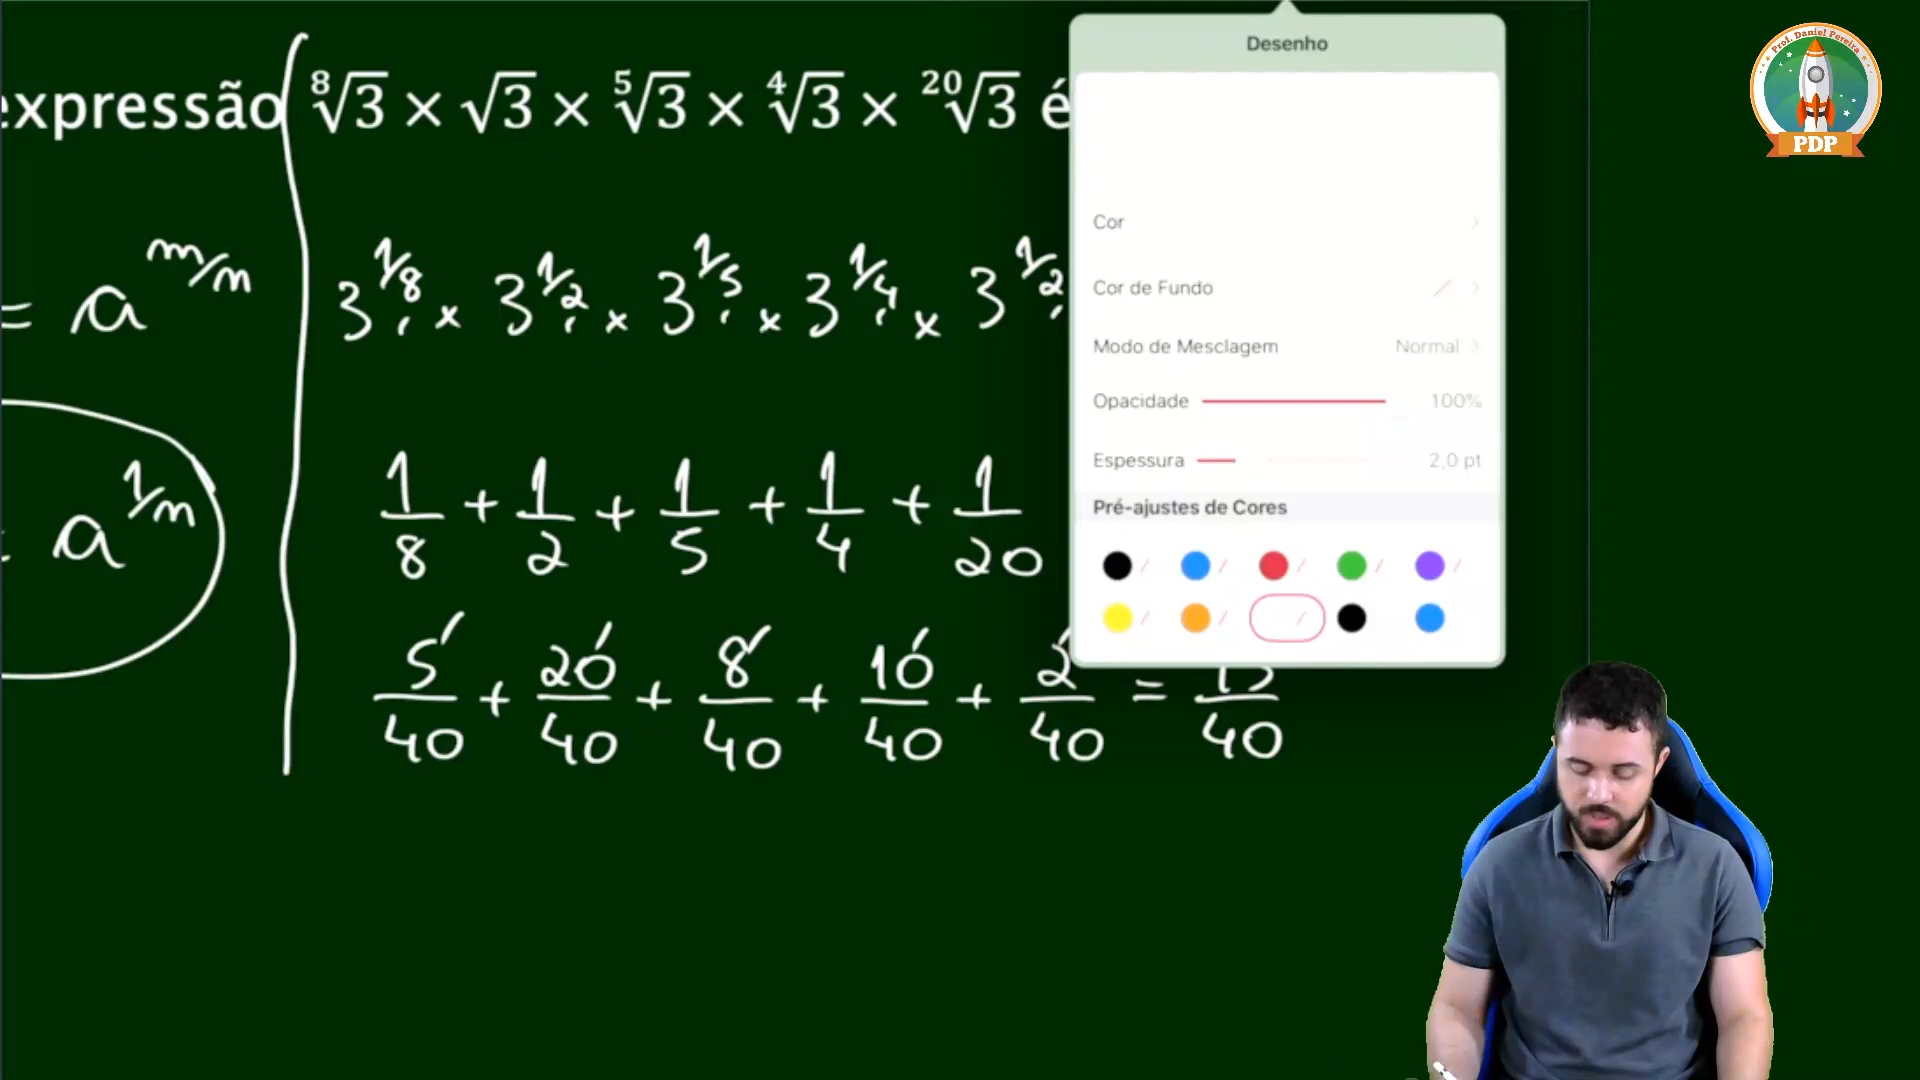 expressão ⁸√3 × √3 × ⁵√3 × ⁴√3 × ²⁰√3 é
= a^(m/n)
3^(1/8) × 3^(1/2) × 3^(1/5) × 3^(1/4) × 3^(1/2
a^(1/n)
1/8 + 1/2 + 1/5 + 1/4 + 1/20
5/40 + 20/40 + 8/40 + 10/40 + 2/40 = /40
Desenho
Cor
Cor de Fundo
Modo de Mesclagem Normal
Opacidade 100%
Espessura 2,0 pt
Pré-ajustes de Cores
Prof. Daniel Pereira
PDP